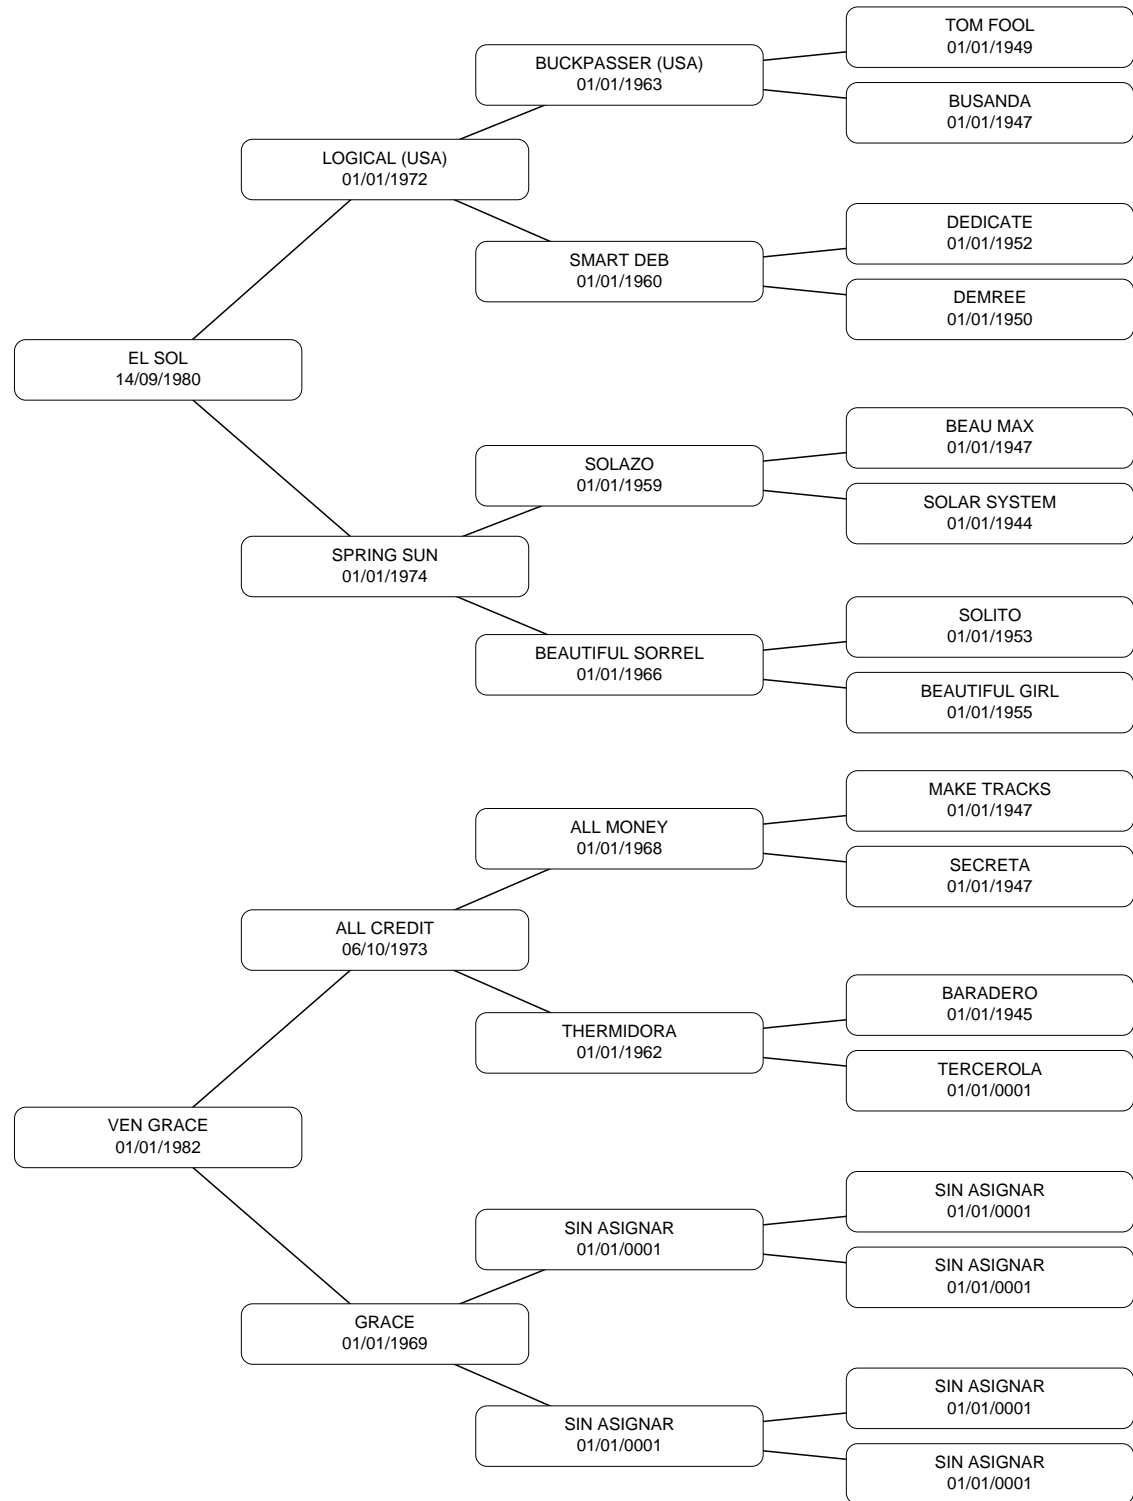 TOM FOOL
01/01/1949
BUCKPASSER (USA)
01/01/1963
BUSANDA
01/01/1947
LOGICAL (USA)
01/01/1972
DEDICATE
01/01/1952
SMART DEB
01/01/1960
DEMREE
01/01/1950
EL SOL
14/09/1980
BEAU MAX
01/01/1947
SOLAZO
01/01/1959
SOLAR SYSTEM
01/01/1944
SPRING SUN
01/01/1974
SOLITO
01/01/1953
BEAUTIFUL SORREL
01/01/1966
BEAUTIFUL GIRL
01/01/1955
MAKE TRACKS
01/01/1947
ALL MONEY
01/01/1968
SECRETA
01/01/1947
ALL CREDIT
06/10/1973
BARADERO
01/01/1945
THERMIDORA
01/01/1962
TERCEROLA
01/01/0001
VEN GRACE
01/01/1982
SIN ASIGNAR
01/01/0001
SIN ASIGNAR
01/01/0001
SIN ASIGNAR
01/01/0001
GRACE
01/01/1969
SIN ASIGNAR
01/01/0001
SIN ASIGNAR
01/01/0001
SIN ASIGNAR
01/01/0001